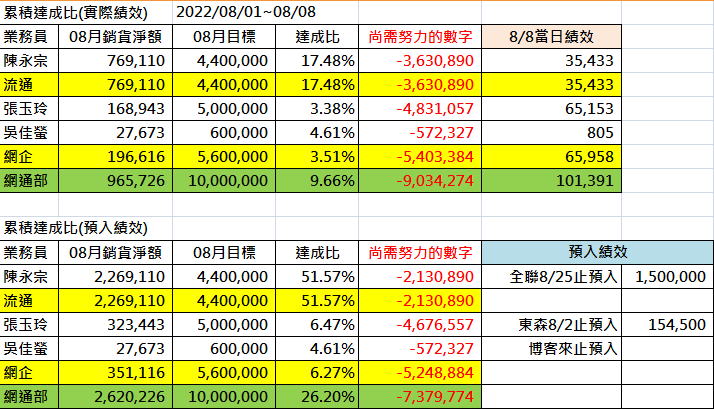 累積達成比(實際績效) 2022/08/01~08/08
業務員 08月銷貨淨額 08月目標 達成比 尚需努力的數字 8/8當日績效
陳永宗 769,110 4,400,000 17.48% -3,630,890 35,433
流通 769,110 4,400,000 17.48% -3,630,890 35,433
張玉玲 168,943 5,000,000 3.38% -4,831,057 65,153
吳佳螢 27,673 600,000 4.61% -572,327 805
網企 196,616 5,600,000 3.51% -5,403,384 65,958
網通部 965,726 10,000,000 9.66% -9,034,274 101,391
累積達成比(預入績效)
業務員 08月銷貨淨額 08月目標 達成比 尚需努力的數字 預入績效
陳永宗 2,269,110 4,400,000 51.57% -2,130,890 全聯8/25止預入 1,500,000
流通 2,269,110 4,400,000 51.57% -2,130,890
張玉玲 323,443 5,000,000 6.47% -4,676,557 東森8/2止預入 154,500
吳佳螢 27,673 600,000 4.61% -572,327 博客來止預入
網企 351,116 5,600,000 6.27% -5,248,884
網通部 2,620,226 10,000,000 26.20% -7,379,774